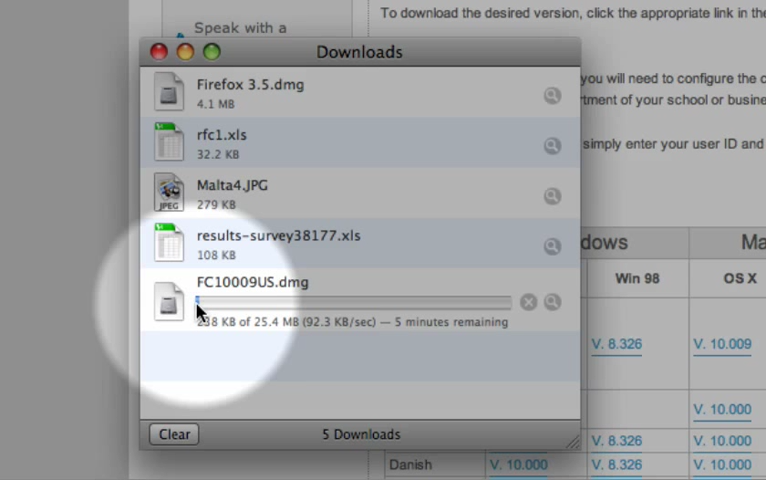 To download the desired version, click the appropriate link in the
Speak with a
Downloads
Firefox 3.5.dmg
4.1 MB
you will need to configure the
rtment of your school or busine
rfc1.xls
32.2 KB
simply enter your user ID and
Malta4.JPG
JPEG
279 KB
results-survey38177.xls
108 KB
dows
Ma
Win 98
OS X
FC10009US.dmg
238 KB of 25.4 MB (92.3 KB/sec) — 5 minutes remaining
V. 8.326
V. 10.009
V. 10.000
Clear
5 Downloads
V. 8.326
V. 10.000
Danish
V. 10.000
V. 8.326
V. 10.000